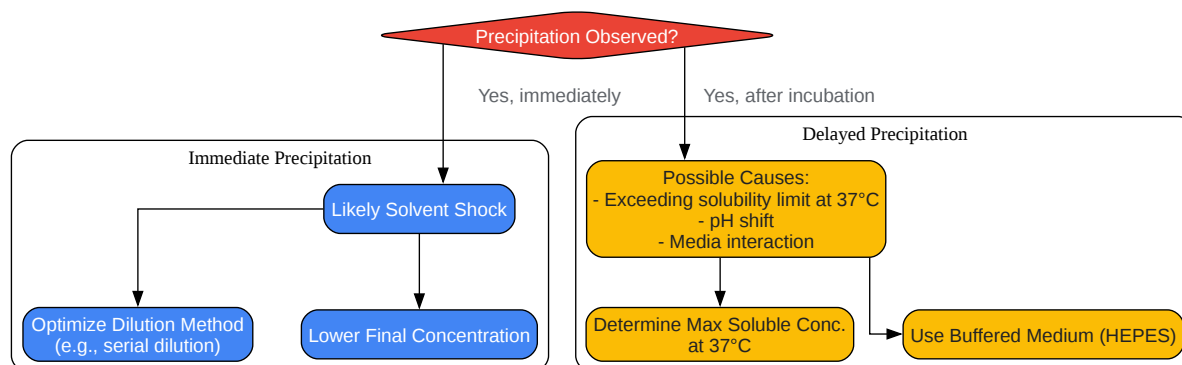 Precipitation Observed?
Yes, immediately
Yes, after incubation
Immediate Precipitation
Likely Solvent Shock
Optimize Dilution Method
(e.g., serial dilution)
Lower Final Concentration
Delayed Precipitation
Possible Causes:
- Exceeding solubility limit at 37°C
- pH shift
- Media interaction
Determine Max Soluble Conc.
at 37°C
Use Buffered Medium (HEPES)